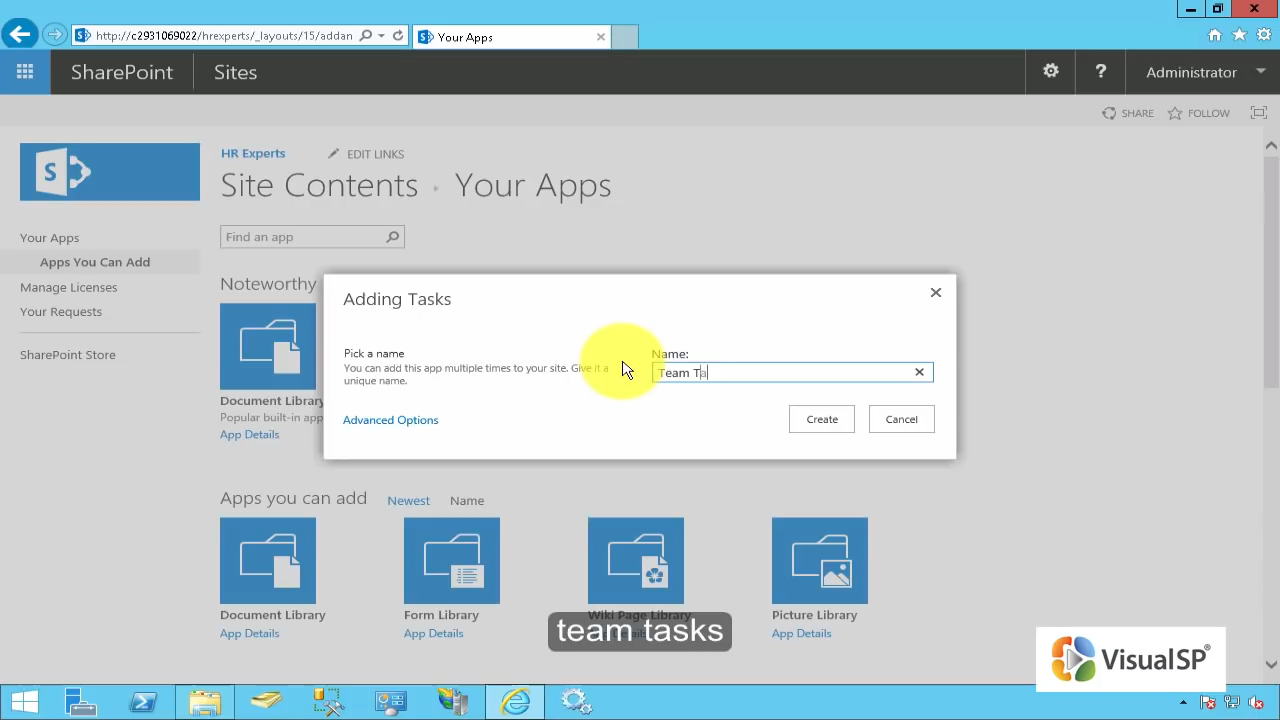 http://c2931069022/hrexperts/_layouts/15/addan
Your Apps
SharePoint
Sites
?
Administrator
SHARE
FOLLOW
S
HR Experts
EDIT LINKS
Site Contents
Your Apps
Find an app
Your Apps
Apps You Can Add
Manage Licenses
Your Requests
SharePoint Store
Noteworthy
Document Library
Popular built-in app
App Details
Adding Tasks
Pick a name
You can add this app multiple times to your site. Give it a
unique name.
Advanced Options
Name:
Team Ta
Create
Cancel
Apps you can add
Newest
Name
Document Library
App Details
Form Library
App Details
Wiki Page Library
Picture Library
App Details
team tasks
VisualSP®